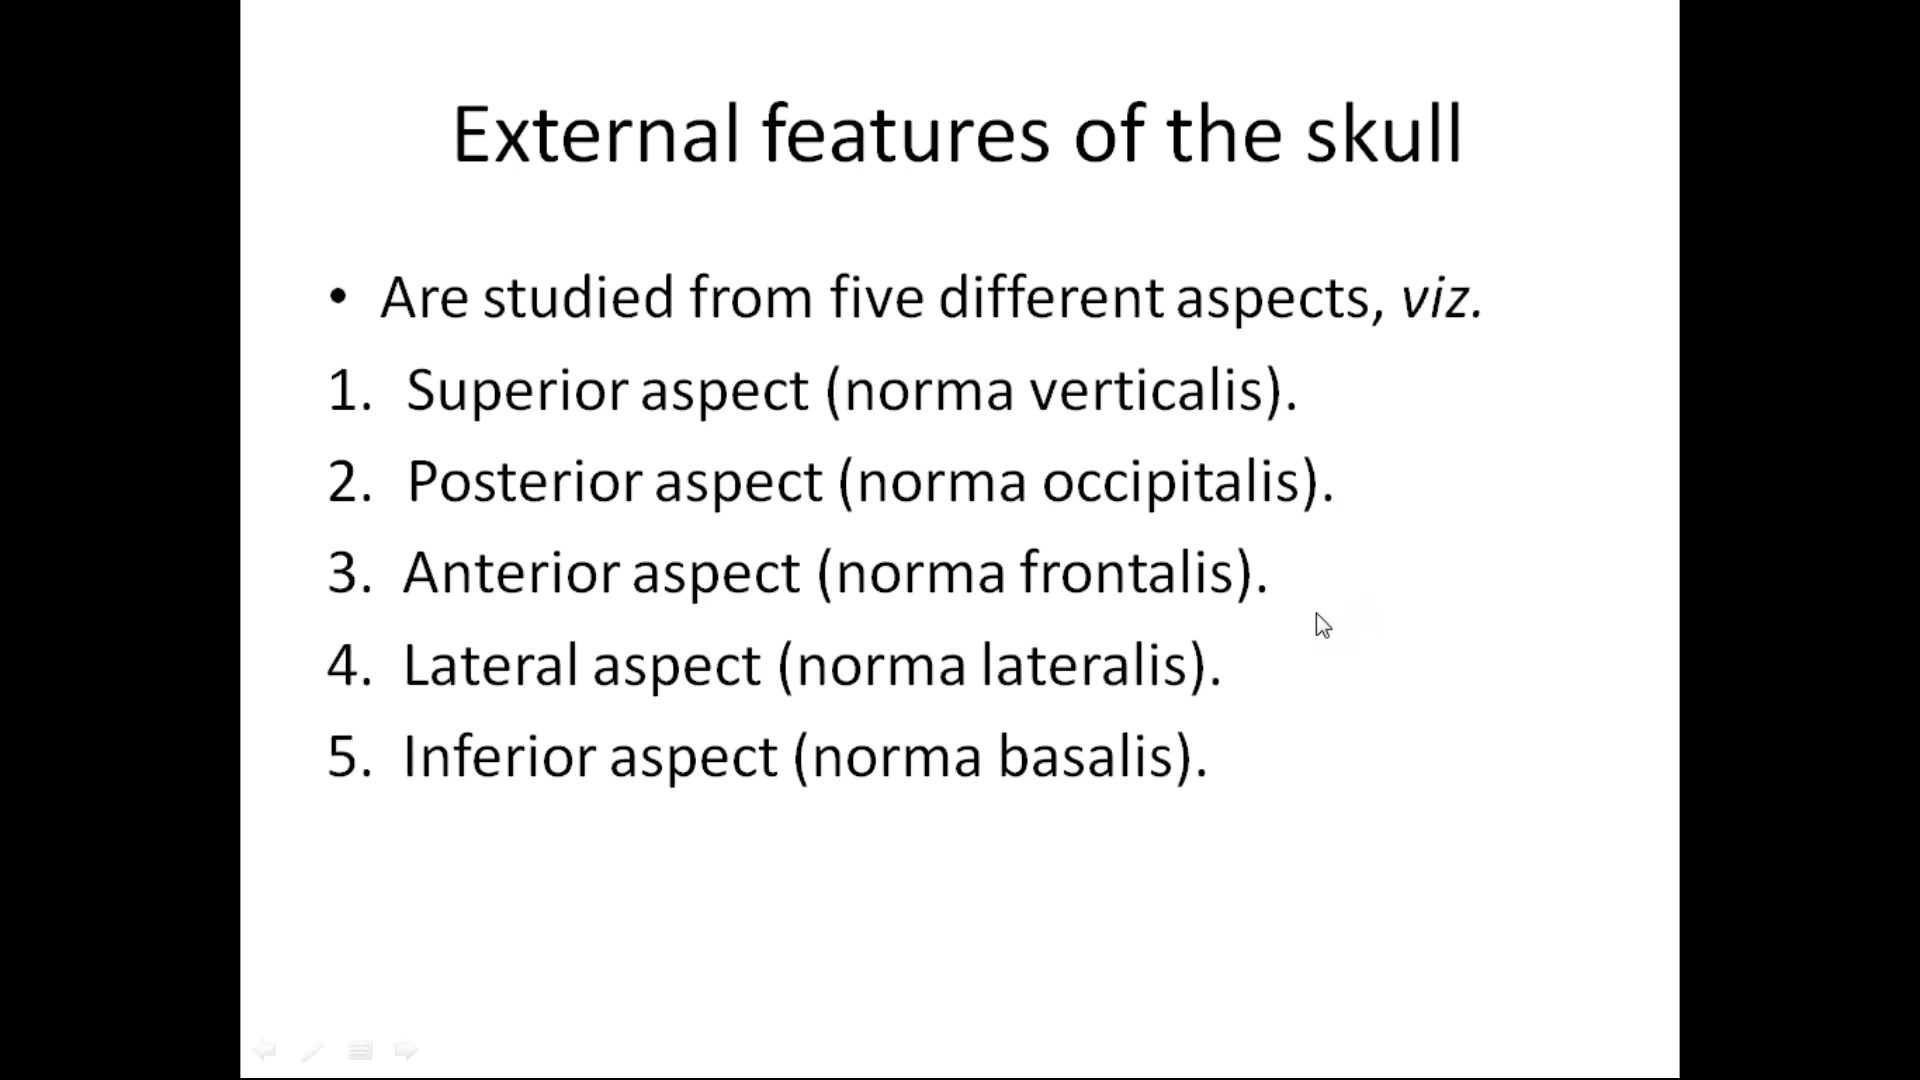 External features of the skull
• Are studied from five different aspects, viz.
1. Superior aspect (norma verticalis).
2. Posterior aspect (norma occipitalis).
3. Anterior aspect (norma frontalis).
4. Lateral aspect (norma lateralis).
5. Inferior aspect (norma basalis).